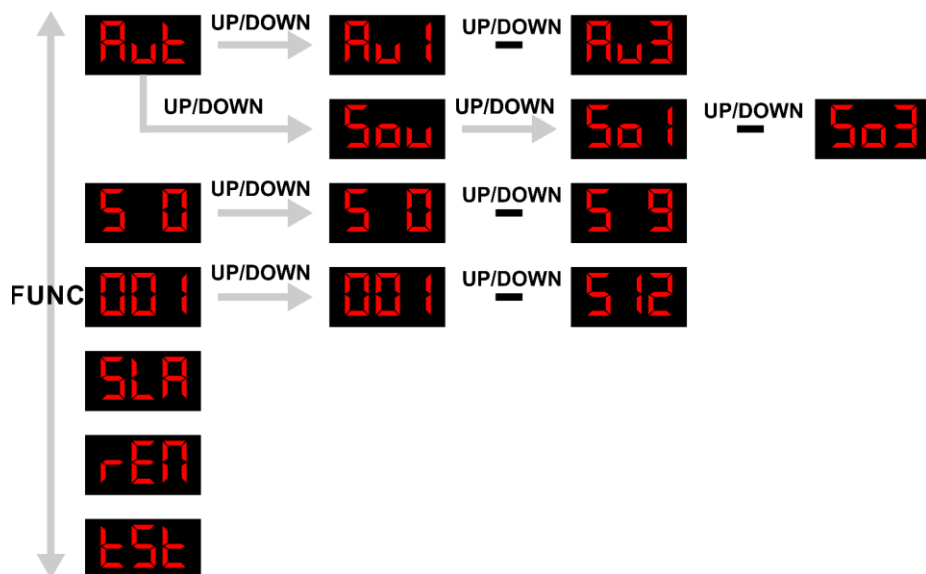 Aut UP/DOWN Au1 UP/DOWN Au3
UP/DOWN Sou UP/DOWN So1 UP/DOWN So3
S 0 UP/DOWN S 0 UP/DOWN S 9
FUNC 001 UP/DOWN 001 UP/DOWN 512
SLA
rEM
tSt